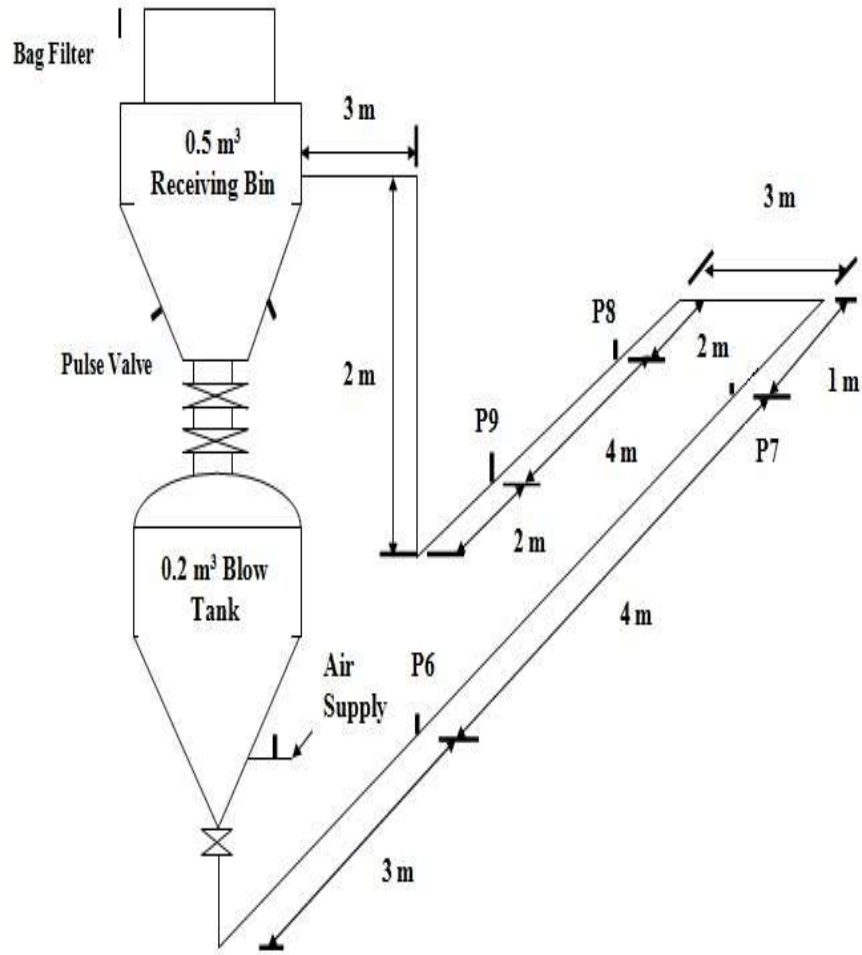 Bag Filter
3 m
0.5 m³
Receiving Bin
3 m
P8
2 m
Pulse Valve
1 m
2 m
P9
4 m
P7
2 m
0.2 m³ Blow
Tank
4 m
Air
Supply
P6
3 m